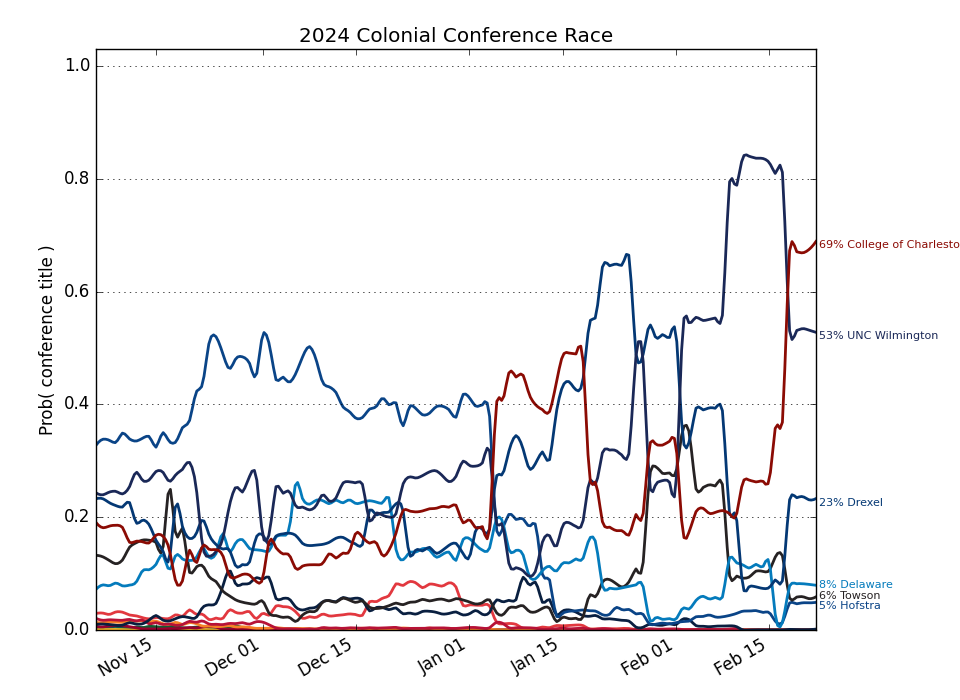 2024 Colonial Conference Race
Prob( conference title )
1.0
0.8
0.6
0.4
0.2
0.0
69% College of Charlesto
53% UNC Wilmington
23% Drexel
8% Delaware
6% Towson
5% Hofstra
Nov 15
Dec 01
Dec 15
Jan 01
Jan 15
Feb 01
Feb 15